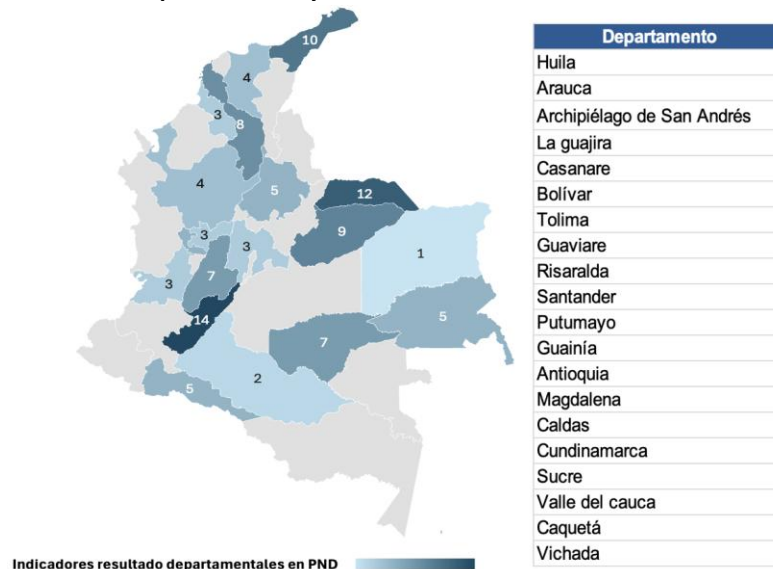 10
4
3
8
4
5
12
9
3
3
1
7
3
5
14
7
2
5
Indicadores resultado departamentales en PND
Departamento
Huila
Arauca
Archipiélago de San Andrés
La guajira
Casanare
Bolívar
Tolima
Guaviare
Risaralda
Santander
Putumayo
Guainía
Antioquia
Magdalena
Caldas
Cundinamarca
Sucre
Valle del cauca
Caquetá
Vichada